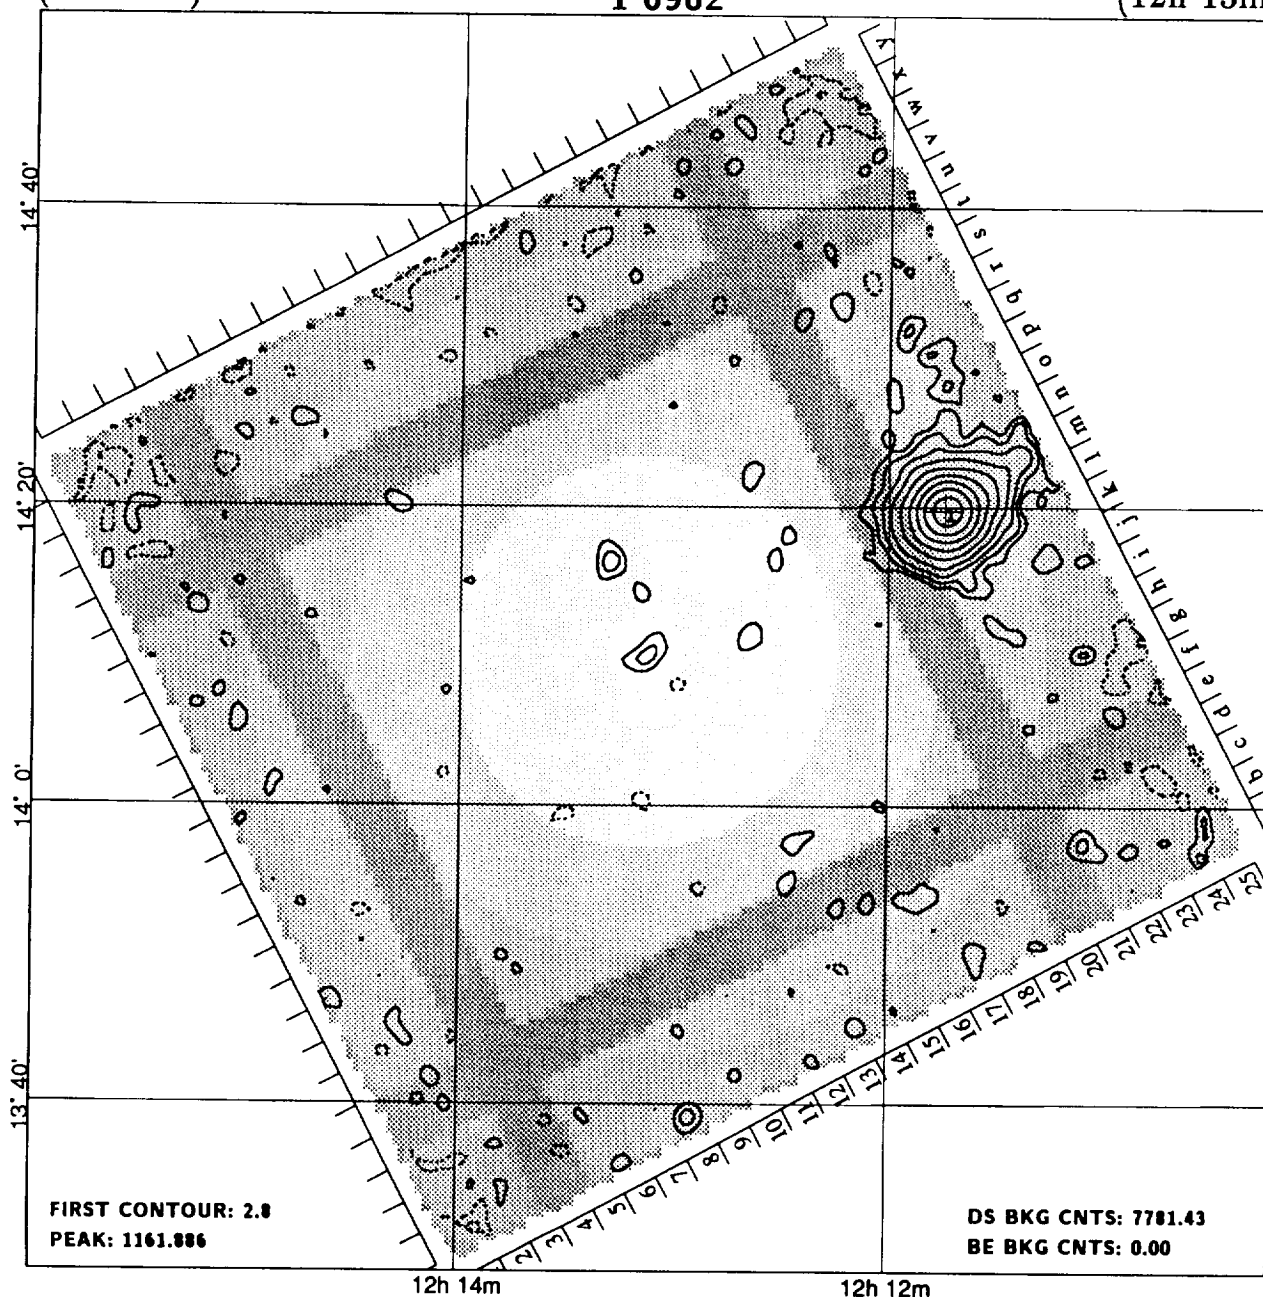 14° 40'
14° 20'
14° 0'
13° 40'
y x w v u t s r q p o n m l k j i h g f e d c b
25 24 23 22 21 20 19 18 17 16 15 14 13 12 11 10 9 8 7 6 5 4 3 2
1
FIRST CONTOUR: 2.8
PEAK: 1161.886
DS BKG CNTS: 7781.43
BE BKG CNTS: 0.00
12h 14m
12h 12m